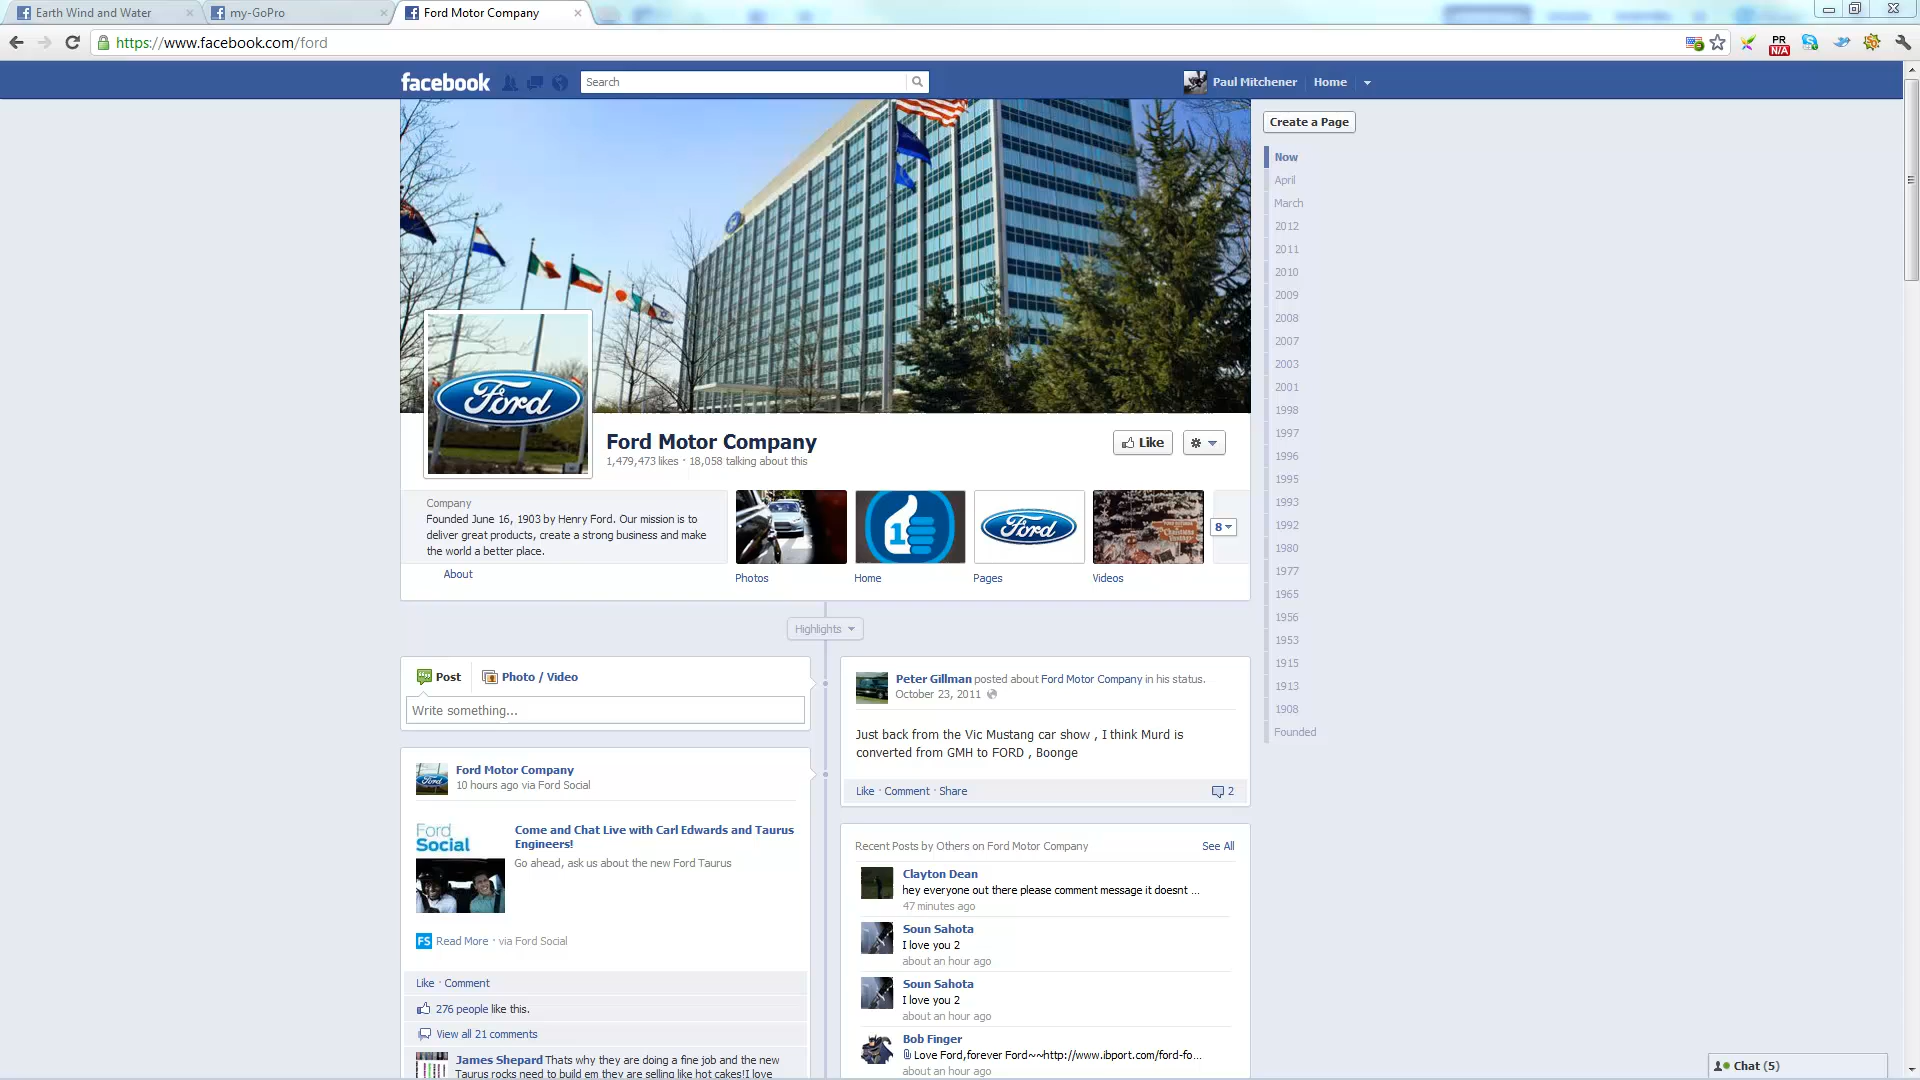 Earth Wind and Water
my-GoPro
Ford Motor Company
https://www.facebook.com/ford
PR
N/A
facebook
Search
Paul Mitchener
Home
Create a Page
Now
April
March
2012
2011
2010
2009
2008
2007
2003
2001
1998
1997
1996
1995
1993
1992
1980
1977
1965
1956
1953
1915
1913
1908
Founded
Ford
Ford Motor Company
1,479,473 likes · 18,058 talking about this
Like
Company
Founded June 16, 1903 by Henry Ford. Our mission is to
deliver great products, create a strong business and make
the world a better place.
About
Photos
1
Home
Ford
Pages
Videos
8
Highlights
Post
Photo / Video
Write something...
Ford Motor Company
10 hours ago via Ford Social
Ford
Social
Come and Chat Live with Carl Edwards and Taurus
Engineers!
Go ahead, ask us about the new Ford Taurus
FS Read More · via Ford Social
Like · Comment
276 people like this.
View all 21 comments
James Shepard Thats why they are doing a fine job and the new
Taurus rocks need to build em they are selling like hot cakes!I love
Peter Gillman posted about Ford Motor Company in his status.
October 23, 2011
Just back from the Vic Mustang car show , I think Murd is
converted from GMH to FORD , Boonge
Like · Comment · Share
2
Recent Posts by Others on Ford Motor Company
See All
Clayton Dean
hey everyone out there please comment message it doesnt ...
47 minutes ago
Soun Sahota
I love you 2
about an hour ago
Soun Sahota
I love you 2
about an hour ago
Bob Finger
Love Ford,forever Ford~~http://www.ibport.com/ford-fo...
about an hour ago
Chat (5)